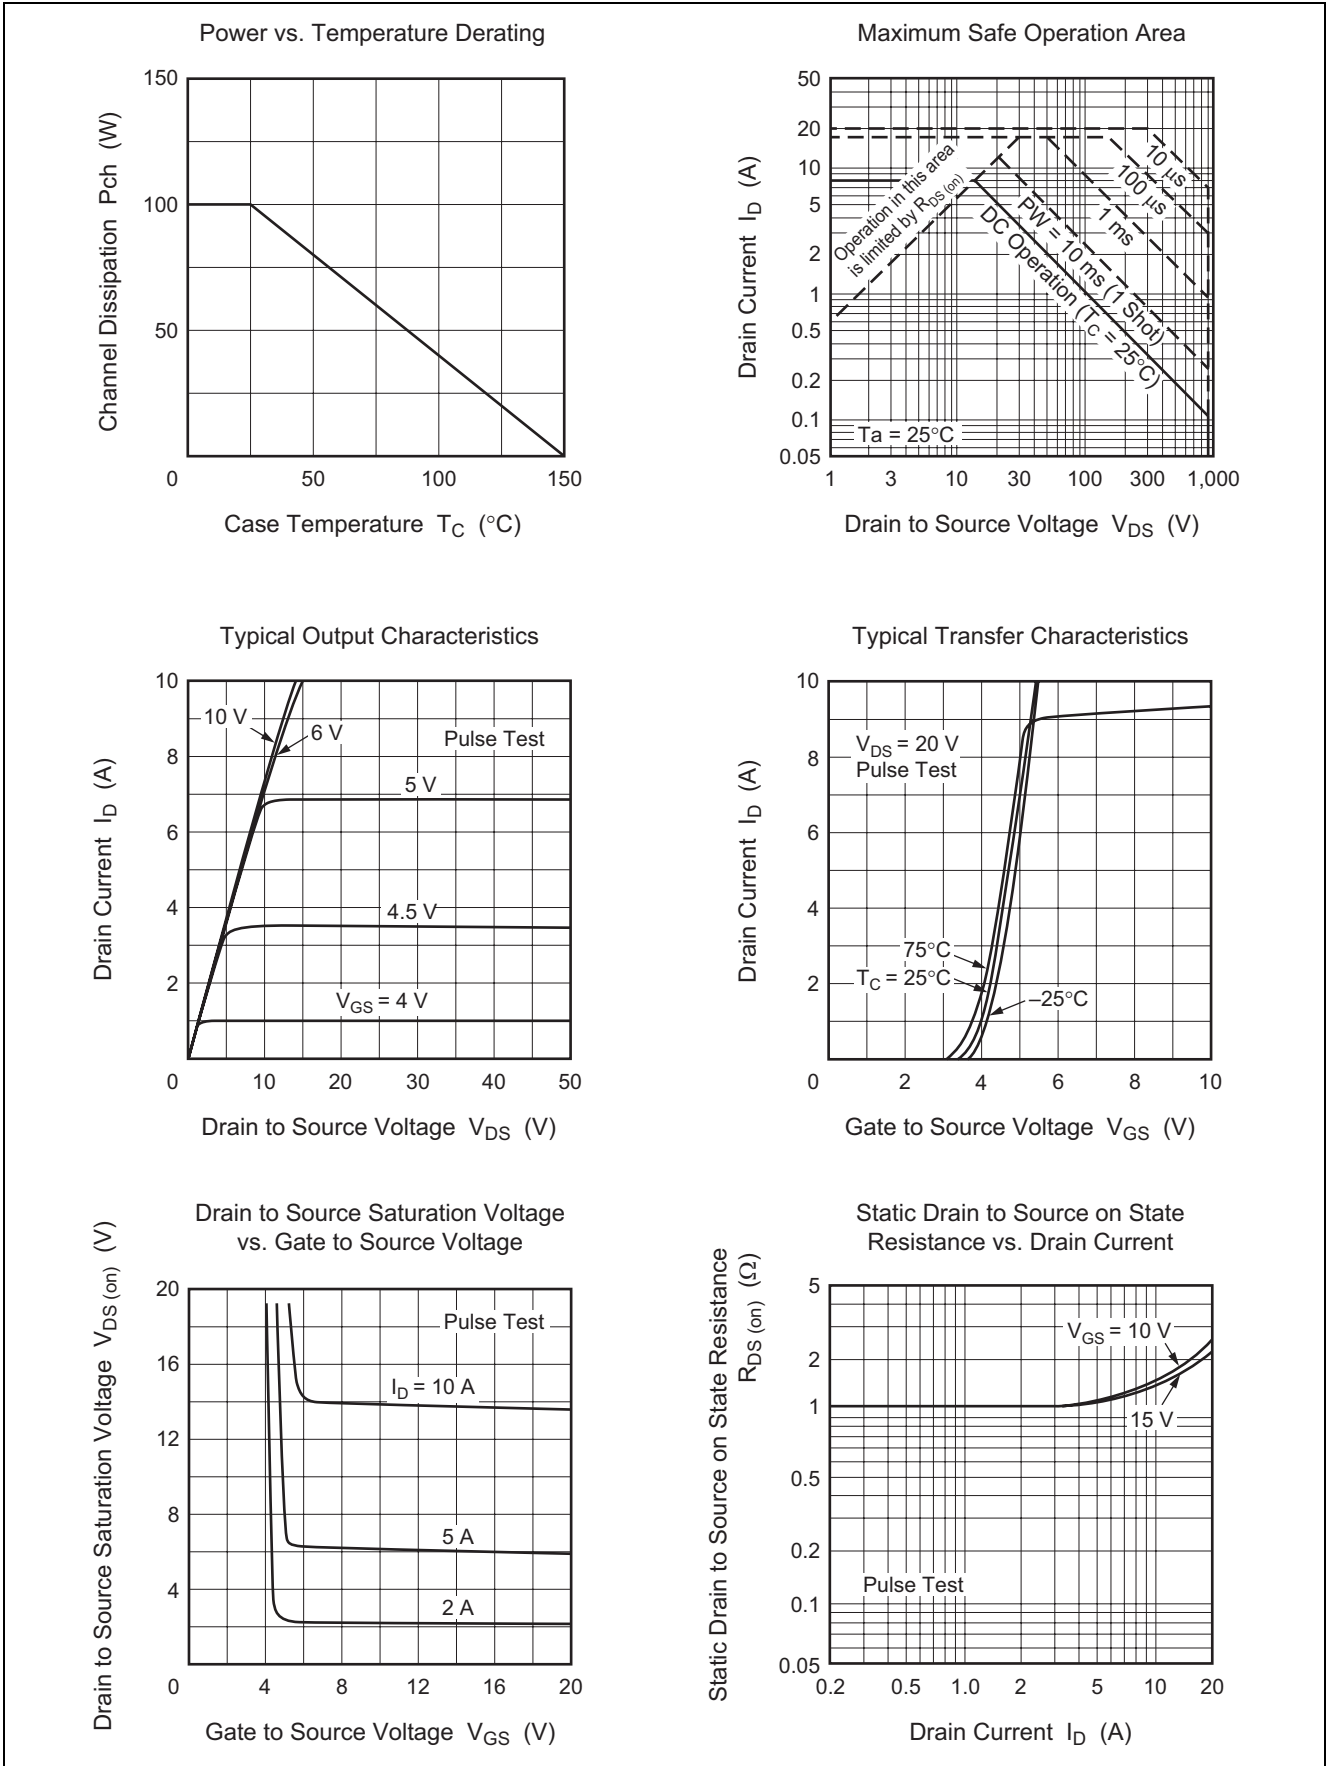 Power vs. Temperature Derating
150
100
50
0
50
100
150
Channel Dissipation Pch (W)
Case Temperature TC (°C)
Maximum Safe Operation Area
50
20
10
5
2
1
0.5
0.2
0.1
0.05
1
3
10
30
100
300
1,000
Drain Current ID (A)
Drain to Source Voltage VDS (V)
Operation in this area
is limited by RDS (on)
10 μs
100 μs
1 ms
PW = 10 ms (1 Shot)
DC Operation (TC = 25°C)
Ta = 25°C
Typical Output Characteristics
10
8
6
4
2
0
10
20
30
40
50
Drain Current ID (A)
Drain to Source Voltage VDS (V)
10 V
6 V
Pulse Test
5 V
4.5 V
VGS = 4 V
Typical Transfer Characteristics
10
8
6
4
2
0
2
4
6
8
10
Drain Current ID (A)
Gate to Source Voltage VGS (V)
VDS = 20 V
Pulse Test
75°C
TC = 25°C
–25°C
Drain to Source Saturation Voltage
vs. Gate to Source Voltage
20
16
12
8
4
0
4
8
12
16
20
Drain to Source Saturation Voltage VDS (on) (V)
Gate to Source Voltage VGS (V)
Pulse Test
ID = 10 A
5 A
2 A
Static Drain to Source on State
Resistance vs. Drain Current
5
2
1
0.5
0.2
0.1
0.05
0.2
0.5
1.0
2
5
10
20
Static Drain to Source on State Resistance
RDS (on) (Ω)
Drain Current ID (A)
VGS = 10 V
15 V
Pulse Test